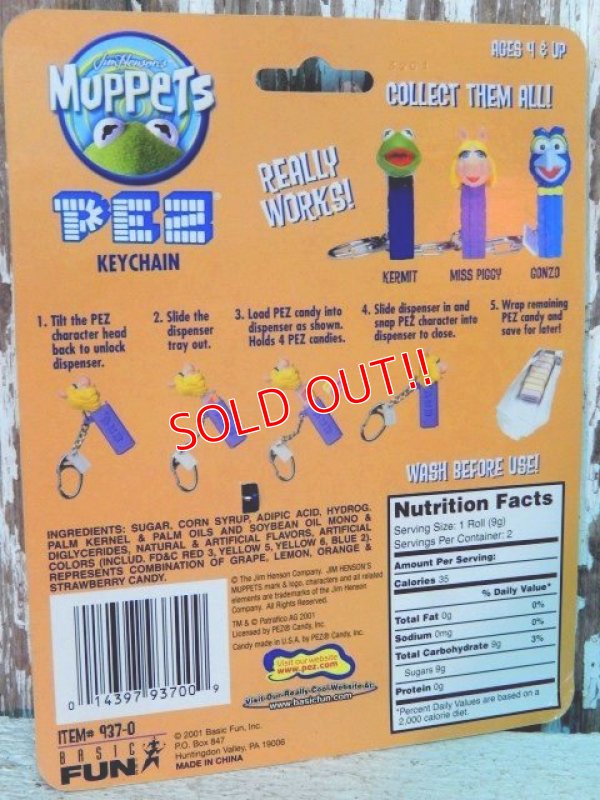 Jim Henson's
MUPPETS
PEZ®
KEYCHAIN
AGES 4 & UP
COLLECT THEM ALL!
REALLY
WORKS!
KERMIT
MISS PIGGY
GONZO
1. Tilt the PEZ
character head
back to unlock
dispenser.
2. Slide the
dispenser
tray out.
3. Load PEZ candy into
dispenser as shown.
Holds 4 PEZ candies.
4. Slide dispenser in and
snap PEZ character into
dispenser to close.
5. Wrap remaining
PEZ candy and
save for later!
SOLD OUT!!
WASH BEFORE USE!
INGREDIENTS: SUGAR, CORN SYRUP, ADIPIC ACID, HYDROG.
PALM KERNEL & PALM OILS AND SOYBEAN OIL MONO &
DIGLYCERIDES, NATURAL & ARTIFICIAL FLAVORS, ARTIFICIAL
COLORS (INCLUD. FD&C RED 3, YELLOW 5, YELLOW 6, BLUE 2).
REPRESENTS COMBINATION OF GRAPE, LEMON, ORANGE &
STRAWBERRY CANDY.
© The Jim Henson Company. JIM HENSON'S
MUPPETS mark & logo, characters and all related
elements are trademarks of the Jim Henson
Company. All Rights Reserved.
TM & © Patrafico AG 2001
Licensed by PEZ® Candy, Inc.
Candy made in U.S.A. by PEZ® Candy, Inc.
Visit our website
www.pez.com
Visit Our Really Cool Website At
www.basicfun.com
Nutrition Facts
Serving Size: 1 Roll (9g)
Servings Per Container: 2
Amount Per Serving:
Calories 35
% Daily Value*
Total Fat 0g 0%
Sodium 0mg 0%
Total Carbohydrate 9g 3%
Sugars 9g
Protein 0g
*Percent Daily Values are based on a
2,000 calorie diet.
0 14397 93700 9
ITEM# 937-0
BASIC
FUN
© 2001 Basic Fun, Inc.
P.O. Box 847
Huntingdon Valley, PA 19006
MADE IN CHINA